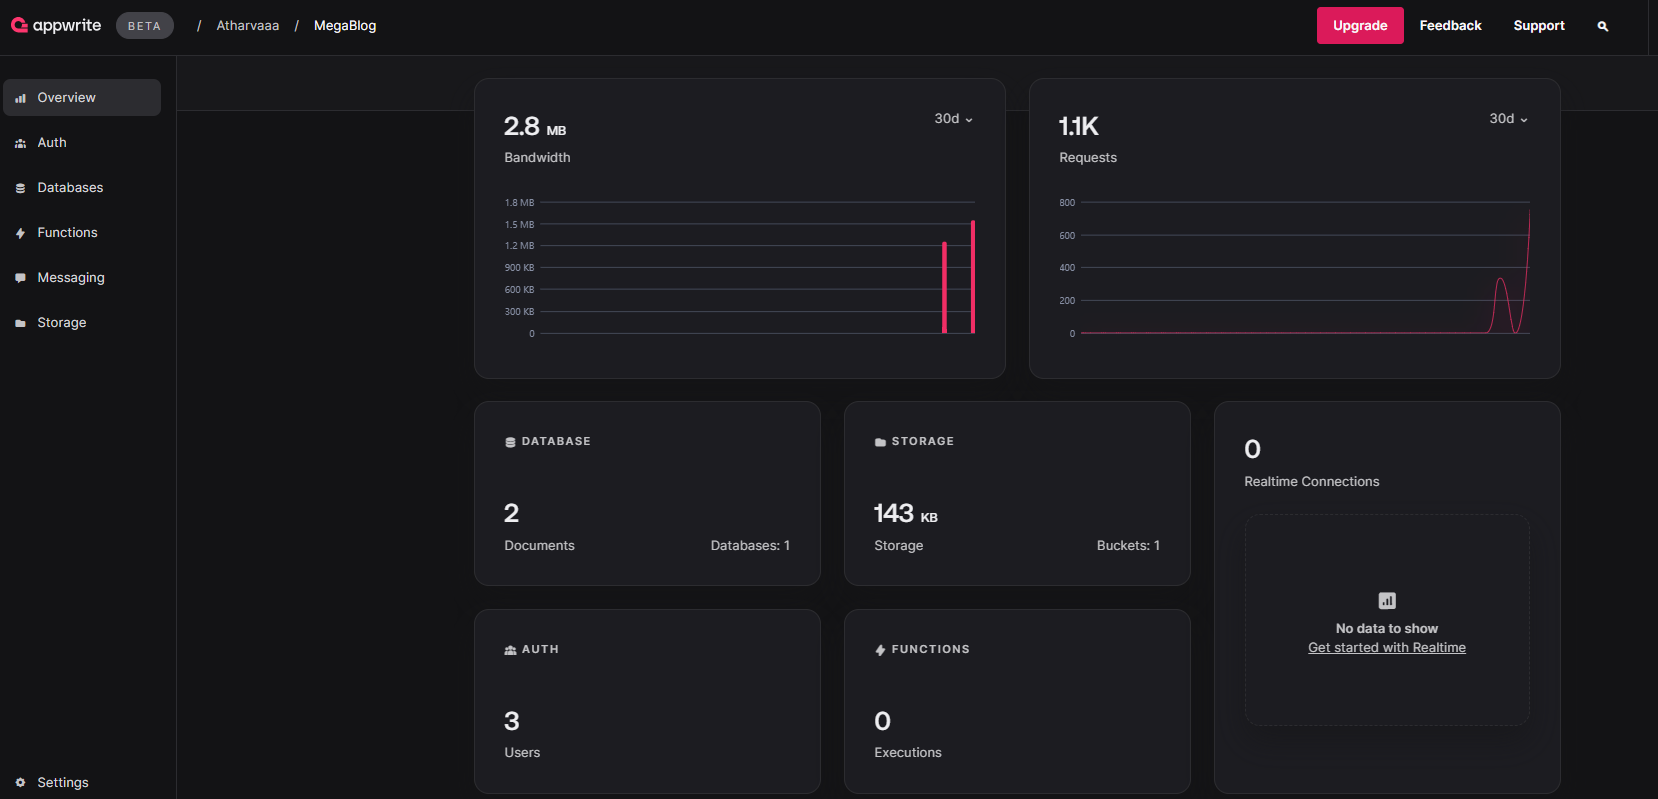 appwrite BETA / Atharvaaa / MegaBlog
Upgrade Feedback Support
Overview
Auth
Databases
Functions
Messaging
Storage
Settings
2.8 MB
30d
Bandwidth
1.8 MB
1.5 MB
1.2 MB
900 KB
600 KB
300 KB
0
1.1K
30d
Requests
800
600
400
200
0
DATABASE
2
Documents Databases: 1
STORAGE
143 KB
Storage Buckets: 1
0
Realtime Connections
No data to show
Get started with Realtime
AUTH
3
Users
FUNCTIONS
0
Executions